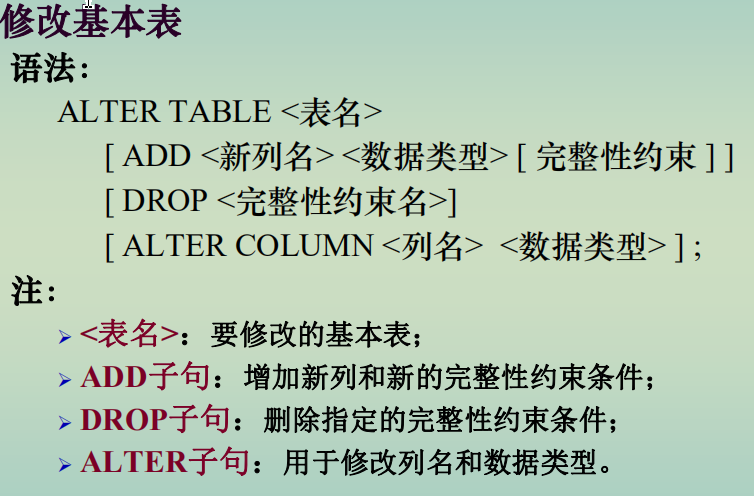 修改基本表
语法：
ALTER TABLE <表名>
[ ADD <新列名> <数据类型> [ 完整性约束 ] ]
[ DROP <完整性约束名>]
[ ALTER COLUMN <列名> <数据类型> ] ;
注：
<表名>：要修改的基本表；
ADD子句：增加新列和新的完整性约束条件；
DROP子句：删除指定的完整性约束条件；
ALTER子句：用于修改列名和数据类型。